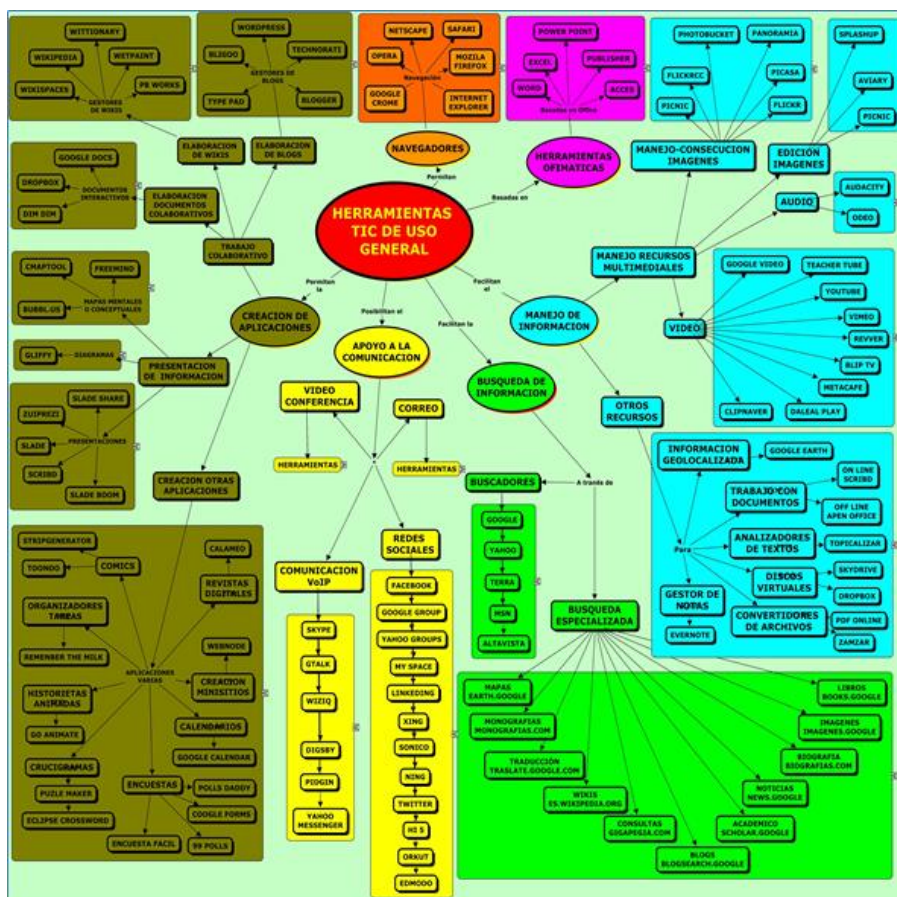 WITTIONARY
WIKIPEDIA
WETPAINT
WIKISPACES
PB WORKS
GESTORES
DE WIKIS
WORDPRESS
BLIGOO
TECHNORATI
GESTORES DE
BLOGS
TYPE PAD
BLOGGER
NETSCAPE
SAFARI
OPERA
MOZILA
FIREFOX
Navegación
GOOGLE
CROME
INTERNET
EXPLORER
POWER POINT
EXCEL
PUBLISHER
WORD
ACCES
Basadas en Office
PHOTOBUCKET
PANORAMIA
FLICKRCC
PICASA
PICNIC
FLICKR
SPLASHUP
AVIARY
PICNIC
ELABORACION
DE WIKIS
ELABORACION
DE BLOGS
NAVEGADORES
Permiten
HERRAMIENTAS
OFIMATICAS
Basadas en
MANEJO-CONSECUCION
IMAGENES
EDICIÓN
IMAGENES
GOOGLE DOCS
DROPBOX
DOCUMENTOS
INTERACTIVOS
DIM DIM
ELABORACION
DOCUMENTOS
COLABORATIVOS
TRABAJO
COLABORATIVO
HERRAMIENTAS
TIC DE USO
GENERAL
AUDIO
AUDACITY
ODEO
MANEJO RECURSOS
MULTIMEDIALES
CMAPTOOL
FREEMIND
MAPAS MENTALES
O CONCEPTUALES
BUBBL.US
Permiten
la
CREACION DE
APLICACIONES
Posibilitan el
APOYO A LA
COMUNICACION
Facilitan la
Facilitan
el
MANEJO DE
INFORMACION
GOOGLE VIDEO
TEACHER TUBE
YOUTUBE
VIMEO
REVVER
BLIP TV
METACAFE
DALEAL PLAY
CLIPNAVER
VIDEO
GLIFFY
DIAGRAMAS
PRESENTACION
DE INFORMACION
BUSQUEDA DE
INFORMACION
SLADE SHARE
ZUIPREZI
PRESENTACIONES
SLADE
SCRIBD
SLADE BOOM
VIDEO
CONFERENCIA
CORREO
HERRAMIENTAS
HERRAMIENTAS
OTROS
RECURSOS
CREACION OTRAS
APLICACIONES
BUSCADORES
A través de
GOOGLE
YAHOO
TERRA
MSN
ALTAVISTA
INFORMACION
GEOLOCALIZADA
GOOGLE EARTH
TRABAJO CON
DOCUMENTOS
ON LINE
SCRIBD
OFF LINE
APEN OFFICE
Para
ANALIZADORES
DE TEXTOS
TOPICALIZAR
DISCOS
VIRTUALES
SKYDRIVE
DROPBOX
GESTOR DE
NOTAS
EVERNOTE
CONVERTIDORES
DE ARCHIVOS
PDF ONLINE
ZAMZAR
STRIPGENERATOR
TOONDO
COMICS
CALAMEO
REVISTAS
DIGITALES
ORGANIZADORES
TAREAS
REMENBER THE MILK
WEBNODE
APLICACIONES
VARIAS
CREACION
MINISITIOS
HISTORIETAS
ANIMADAS
GO ANIMATE
CALENDARIOS
GOOGLE CALENDAR
CRUCIGRAMAS
PUZLE MAKER
ECLIPSE CROSSWORD
ENCUESTAS
POLLS DADDY
COOGLE FORMS
99 POLLS
ENCUESTA FACIL
COMUNICACION
VoIP
SKYPE
GTALK
WIZIQ
DIGSBY
PIDGIN
YAHOO
MESSENGER
REDES
SOCIALES
FACEBOOK
GOOGLE GROUP
YAHOO GROUPS
MY SPACE
LINKEDING
XING
SONICO
NING
TWITTER
HI 5
ORKUT
EDMODO
BUSQUEDA
ESPECIALIZADA
MAPAS
EARTH.GOOGLE
MONOGRAFIAS
MONOGRAFIAS.COM
TRADUCCIÓN
TRASLATE.GOOGLE.COM
WIKIS
ES.WIKIPEDIA.ORG
CONSULTAS
GIGAPEGIA.COM
BLOGS
BLOGSEARCH.GOOGLE
ACADEMICO
SCHOLAR.GOOGLE
NOTICIAS
NEWS.GOOGLE
BIOGRAFIA
BIOGRAFIAS.COM
IMAGENES
IMAGENES.GOOGLE
LIBROS
BOOKS.GOOGLE